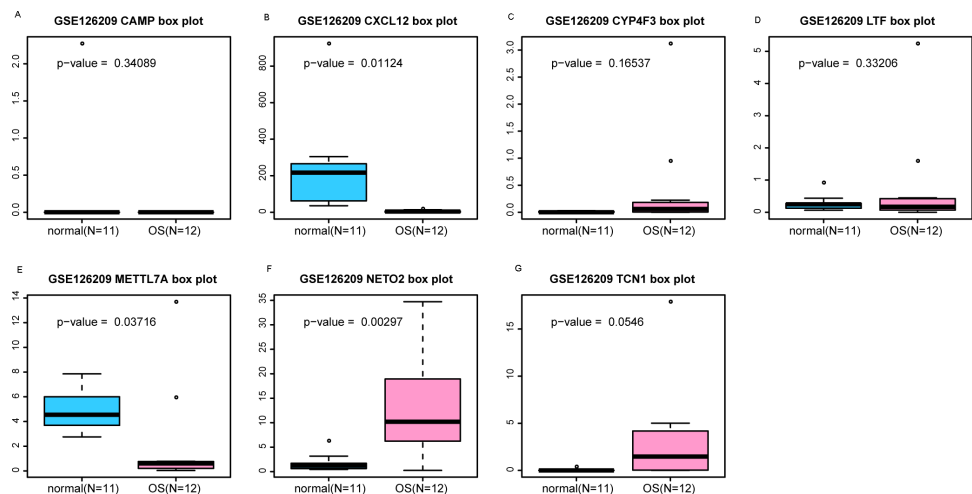 A
GSE126209 CAMP box plot
p−value = 0.34089
2.0
1.5
1.0
0.5
0.0
normal(N=11) OS(N=12)
B
GSE126209 CXCL12 box plot
p−value = 0.01124
800
600
400
200
0
normal(N=11) OS(N=12)
C
GSE126209 CYP4F3 box plot
p−value = 0.16537
3.0
2.5
2.0
1.5
1.0
0.5
0.0
normal(N=11) OS(N=12)
D
GSE126209 LTF box plot
p−value = 0.33206
5
4
3
2
1
0
normal(N=11) OS(N=12)
E
GSE126209 METTL7A box plot
p−value = 0.03716
14
12
10
8
6
4
2
0
normal(N=11) OS(N=12)
F
GSE126209 NETO2 box plot
p−value = 0.00297
35
30
25
20
15
10
5
0
normal(N=11) OS(N=12)
G
GSE126209 TCN1 box plot
p−value = 0.0546
15
10
5
0
normal(N=11) OS(N=12)